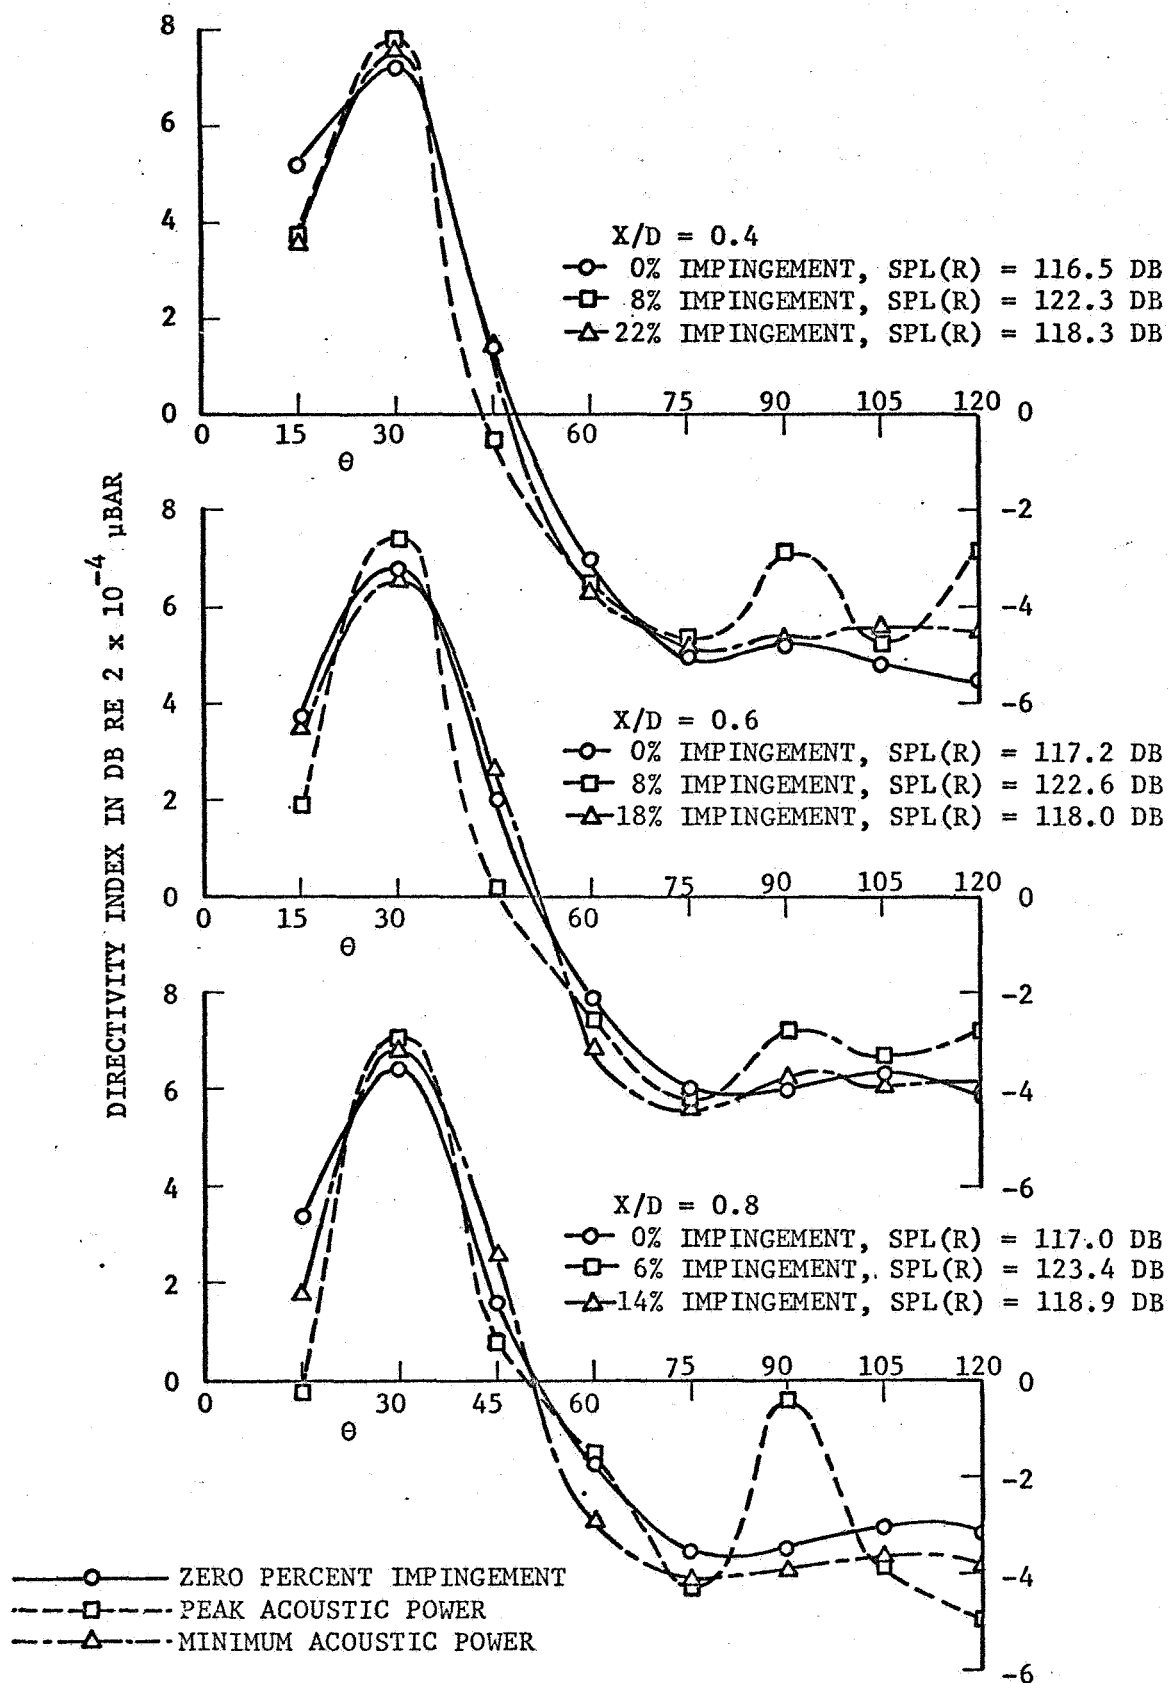 DIRECTIVITY INDEX IN DB RE 2 x 10⁻⁴ µBAR
8
6
4
2
0
X/D = 0.4
0% IMPINGEMENT, SPL(R) = 116.5 DB
8% IMPINGEMENT, SPL(R) = 122.3 DB
22% IMPINGEMENT, SPL(R) = 118.3 DB
0 15 30 60 75 90 105 120 0
θ
-2
-4
-6
8
6
4
2
0
X/D = 0.6
0% IMPINGEMENT, SPL(R) = 117.2 DB
8% IMPINGEMENT, SPL(R) = 122.6 DB
18% IMPINGEMENT, SPL(R) = 118.0 DB
0 15 30 60 75 90 105 120 0
θ
-2
-4
-6
8
6
4
2
0
X/D = 0.8
0% IMPINGEMENT, SPL(R) = 117.0 DB
6% IMPINGEMENT, SPL(R) = 123.4 DB
14% IMPINGEMENT, SPL(R) = 118.9 DB
0 30 45 60 75 90 105 120 0
θ
-2
-4
-6
ZERO PERCENT IMPINGEMENT
PEAK ACOUSTIC POWER
MINIMUM ACOUSTIC POWER